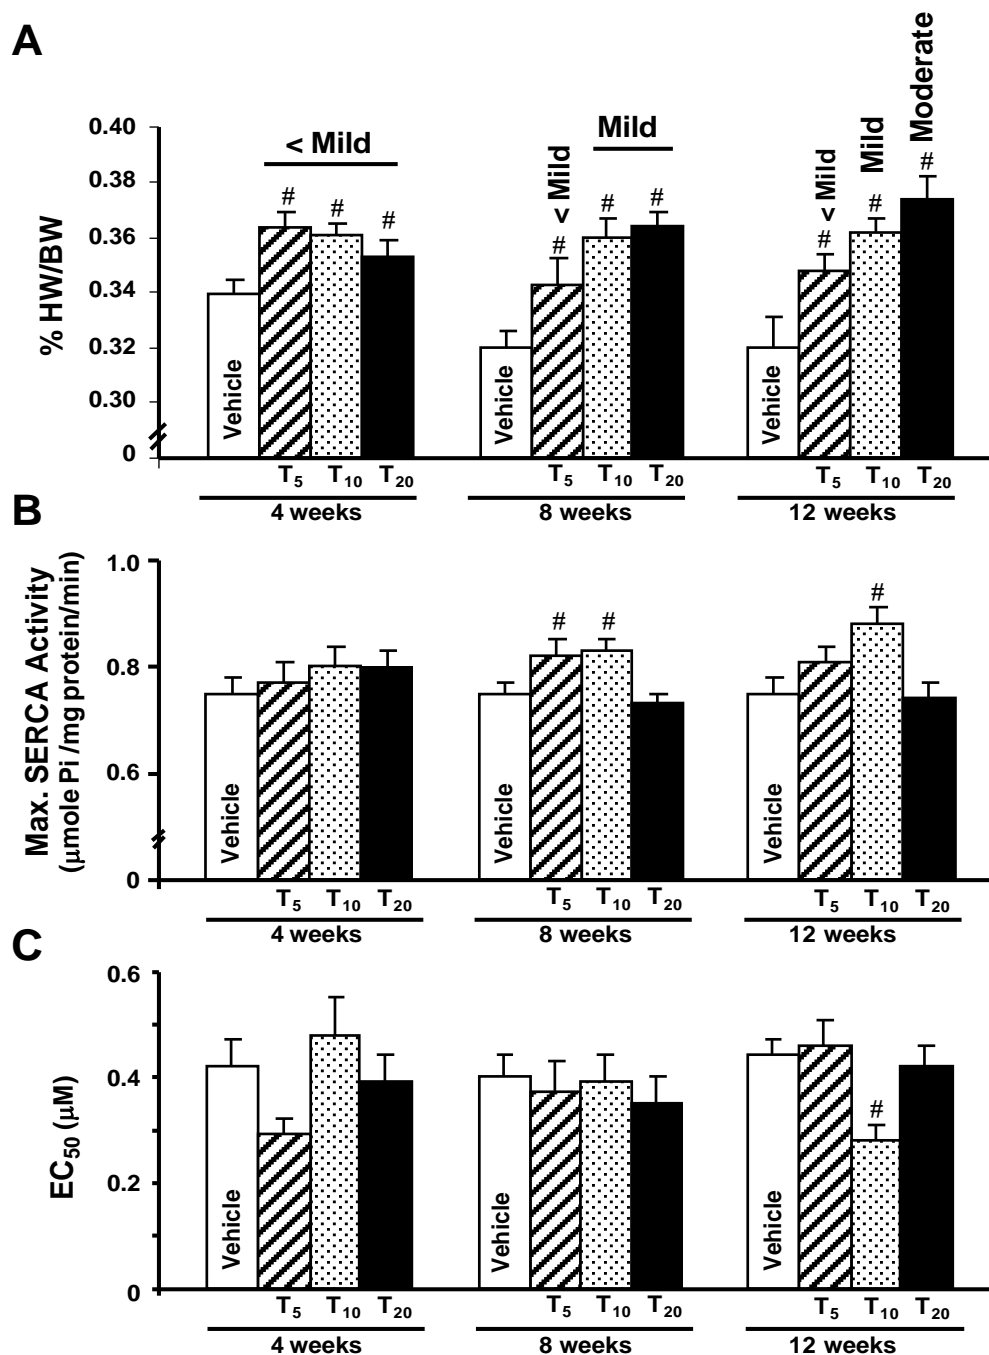 A
% HW/BW
0.40
0.38
0.36
0.34
0.32
0.30
0
< Mild
# # #
< Mild
Mild
# # #
< Mild
Mild
Moderate
# # #
Vehicle
Vehicle
Vehicle
T5 T10 T20 T5 T10 T20 T5 T10 T20
4 weeks 8 weeks 12 weeks
B
Max. SERCA Activity
(μmole Pi /mg protein/min)
1.0
0.8
0.6
0
# # #
Vehicle
Vehicle
Vehicle
T5 T10 T20 T5 T10 T20 T5 T10 T20
4 weeks 8 weeks 12 weeks
C
EC50 (μM)
0.6
0.4
0.2
0
#
Vehicle
Vehicle
Vehicle
T5 T10 T20 T5 T10 T20 T5 T10 T20
4 weeks 8 weeks 12 weeks